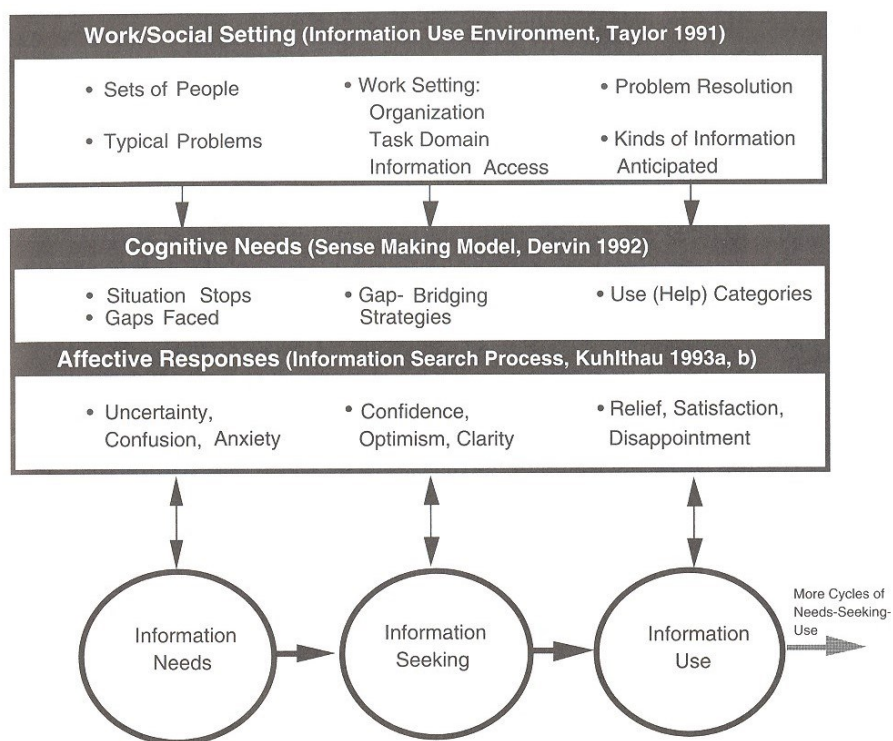 Work/Social Setting (Information Use Environment, Taylor 1991)
• Sets of People
• Typical Problems
• Work Setting:
Organization
Task Domain
Information Access
• Problem Resolution
• Kinds of Information
Anticipated
Cognitive Needs (Sense Making Model, Dervin 1992)
• Situation Stops
• Gaps Faced
• Gap- Bridging
Strategies
• Use (Help) Categories
Affective Responses (Information Search Process, Kuhlthau 1993a, b)
• Uncertainty,
Confusion, Anxiety
• Confidence,
Optimism, Clarity
• Relief, Satisfaction,
Disappointment
Information
Needs
Information
Seeking
Information
Use
More Cycles of
Needs-Seeking-
Use